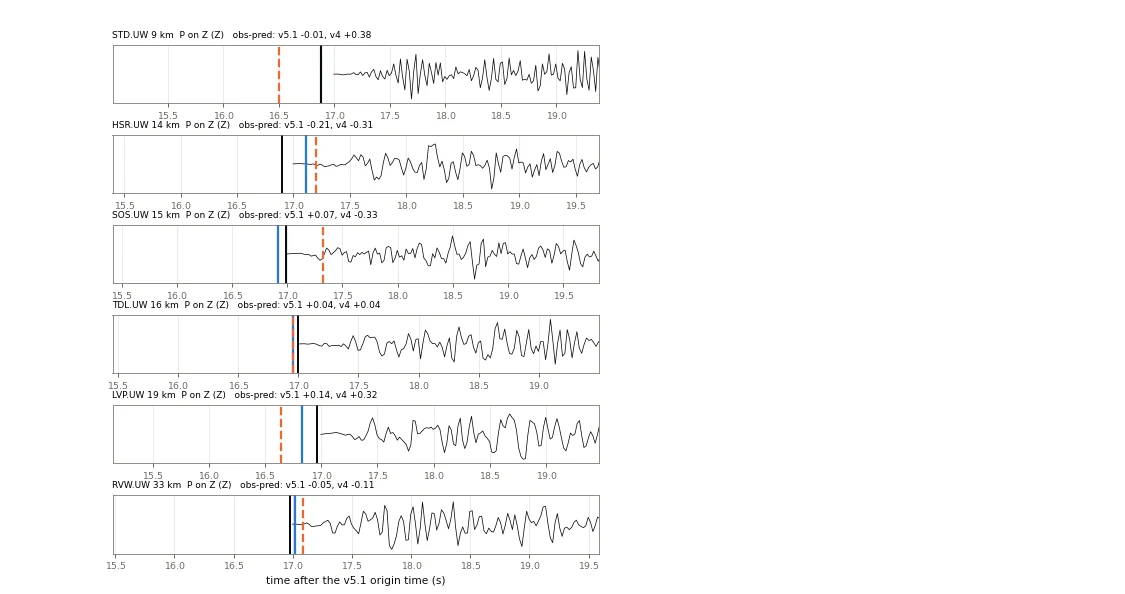 STD.UW 9 km  P on Z (Z)   obs-pred: v5.1 -0.01, v4 +0.38
15.5 16.0 16.5 17.0 17.5 18.0 18.5 19.0
HSR.UW 14 km  P on Z (Z)   obs-pred: v5.1 -0.21, v4 -0.31
15.5 16.0 16.5 17.0 17.5 18.0 18.5 19.0 19.5
SOS.UW 15 km  P on Z (Z)   obs-pred: v5.1 +0.07, v4 -0.33
15.5 16.0 16.5 17.0 17.5 18.0 18.5 19.0 19.5
TDL.UW 16 km  P on Z (Z)   obs-pred: v5.1 +0.04, v4 +0.04
15.5 16.0 16.5 17.0 17.5 18.0 18.5 19.0
LVP.UW 19 km  P on Z (Z)   obs-pred: v5.1 +0.14, v4 +0.32
15.5 16.0 16.5 17.0 17.5 18.0 18.5 19.0
RVW.UW 33 km  P on Z (Z)   obs-pred: v5.1 -0.05, v4 -0.11
15.5 16.0 16.5 17.0 17.5 18.0 18.5 19.0 19.5
time after the v5.1 origin time (s)